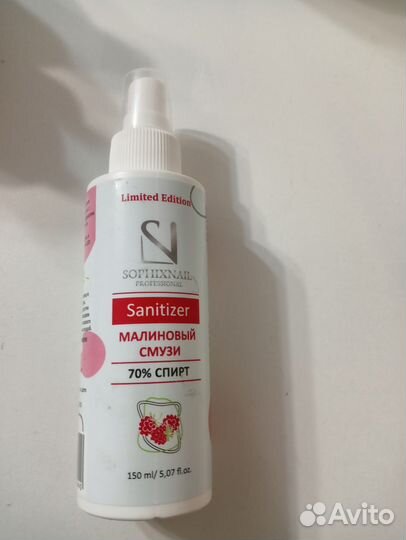 Limited Edition
SOPHIXNAIL
PROFESSIONAL
Sanitizer
МАЛИНОВЫЙ
СМУЗИ
70% СПИРТ
150 ml/ 5,07 fl.oz.
Avito